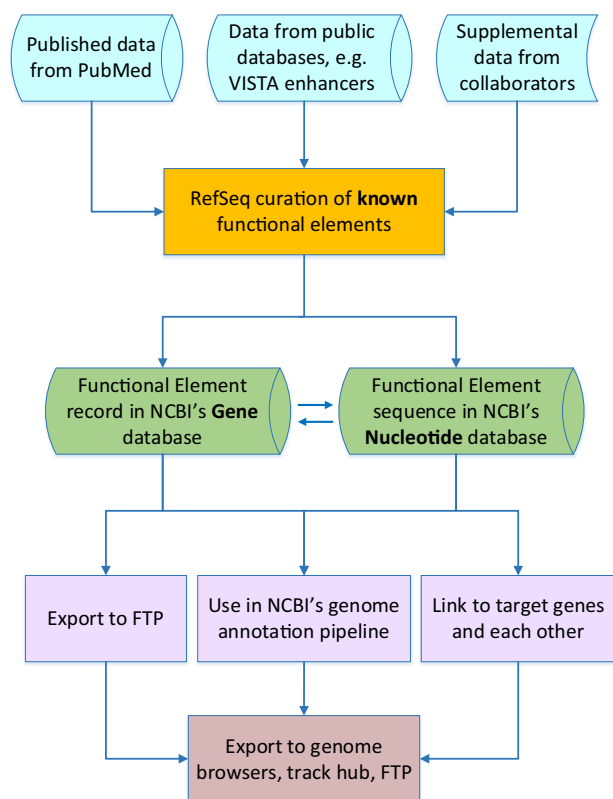 Published data
from PubMed
Data from public
databases, e.g.
VISTA enhancers
Supplemental
data from
collaborators
RefSeq curation of known
functional elements
Functional Element
record in NCBI's Gene
database
Functional Element
sequence in NCBI's
Nucleotide database
Export to FTP
Use in NCBI's genome
annotation pipeline
Link to target genes
and each other
Export to genome
browsers, track hub, FTP